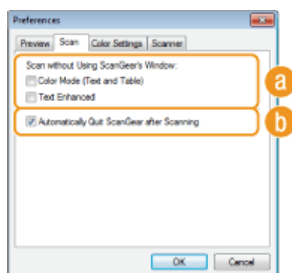 Preferences
Preview Scan Color Settings Scanner
Scan without Using ScanGear's Window:
Color Mode (Text and Table)
Text Enhanced
a
Automatically Quit ScanGear after Scanning
b
OK Cancel